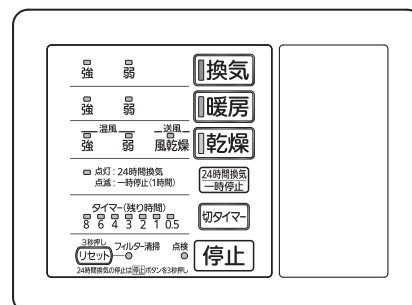 強 弱 換気
強 弱 暖房
温風 送風
強 弱 風乾燥 乾燥
点灯:24時間換気
点滅:一時停止(1時間)
24時間換気
一時停止
タイマー(残り時間)
8 6 4 3 2 1 0.5
切タイマー
3秒押し
リセット フィルター清掃 点検
停止
24時間換気の停止は停止ボタンを3秒押し